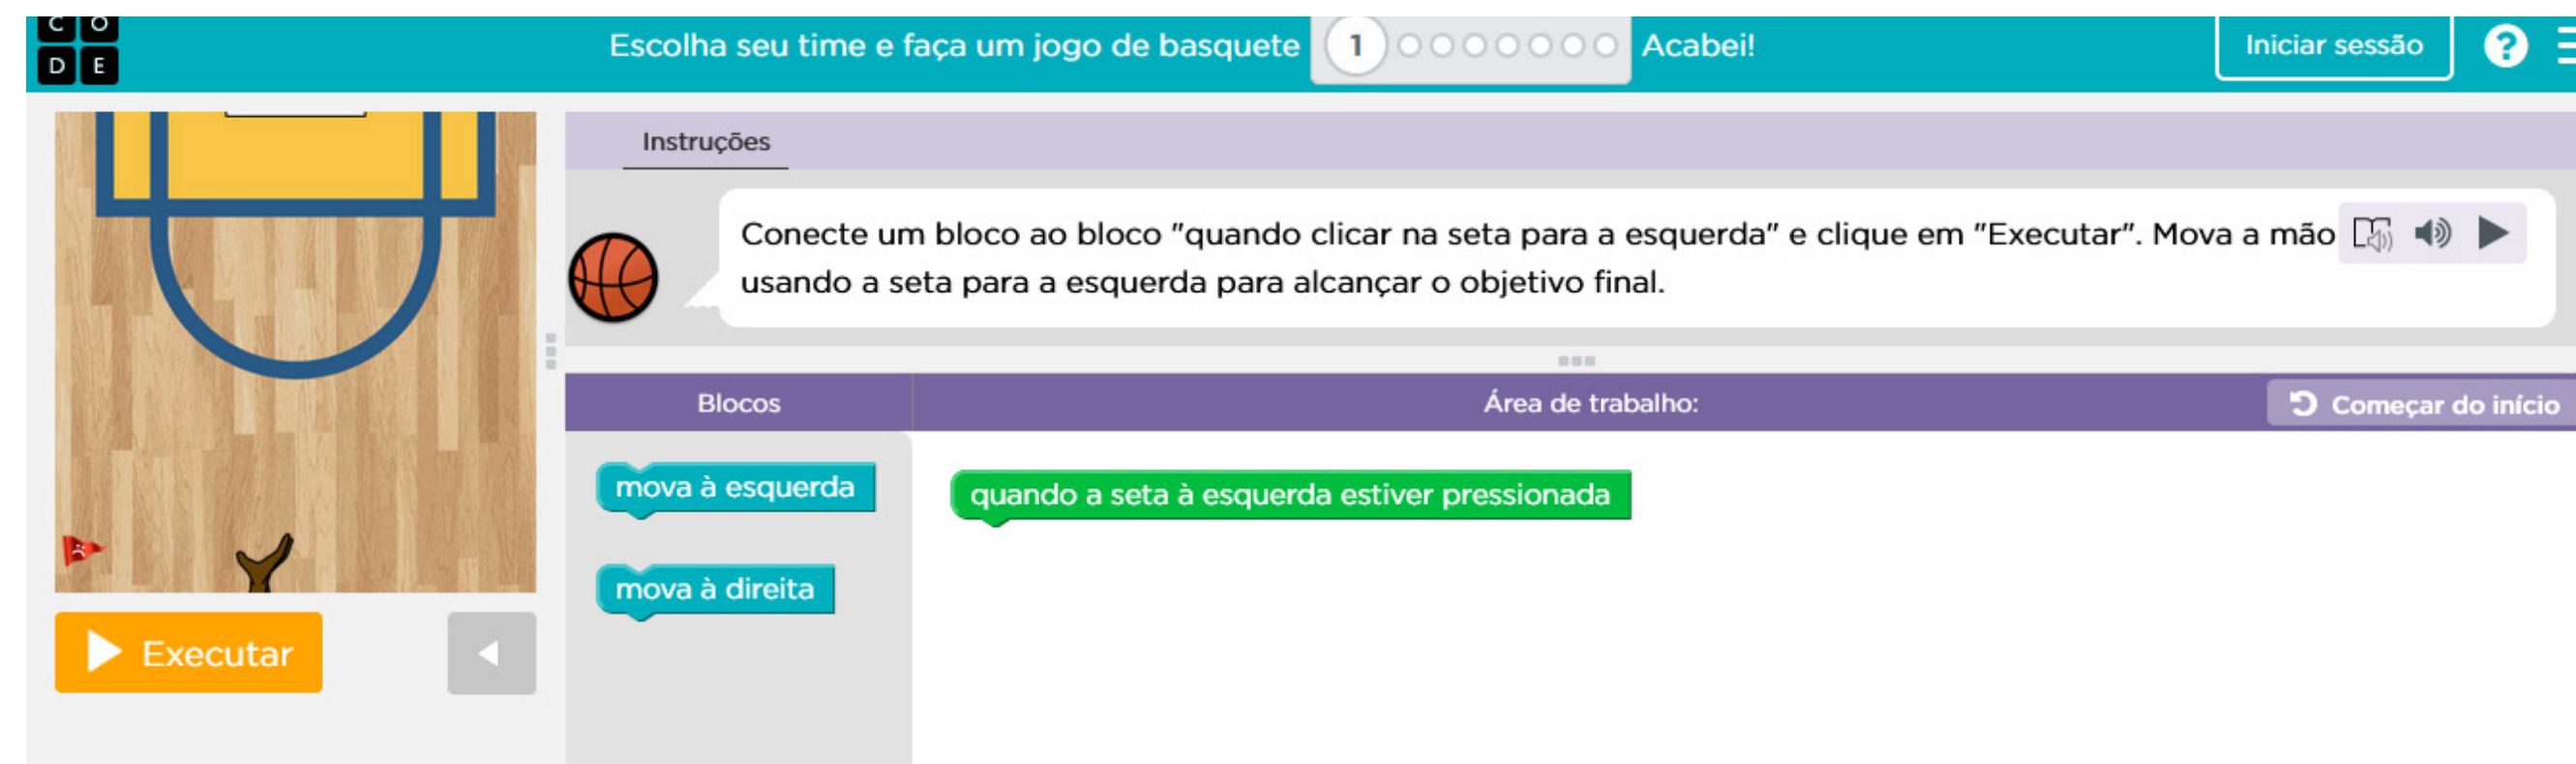 C O
D E
Escolha seu time e faça um jogo de basquete
1
Acabei!
Iniciar sessão
?
Instruções
Conecte um bloco ao bloco "quando clicar na seta para a esquerda" e clique em "Executar". Mova a mão
usando a seta para a esquerda para alcançar o objetivo final.
Blocos
Área de trabalho:
Começar do início
mova à esquerda
quando a seta à esquerda estiver pressionada
mova à direita
Executar